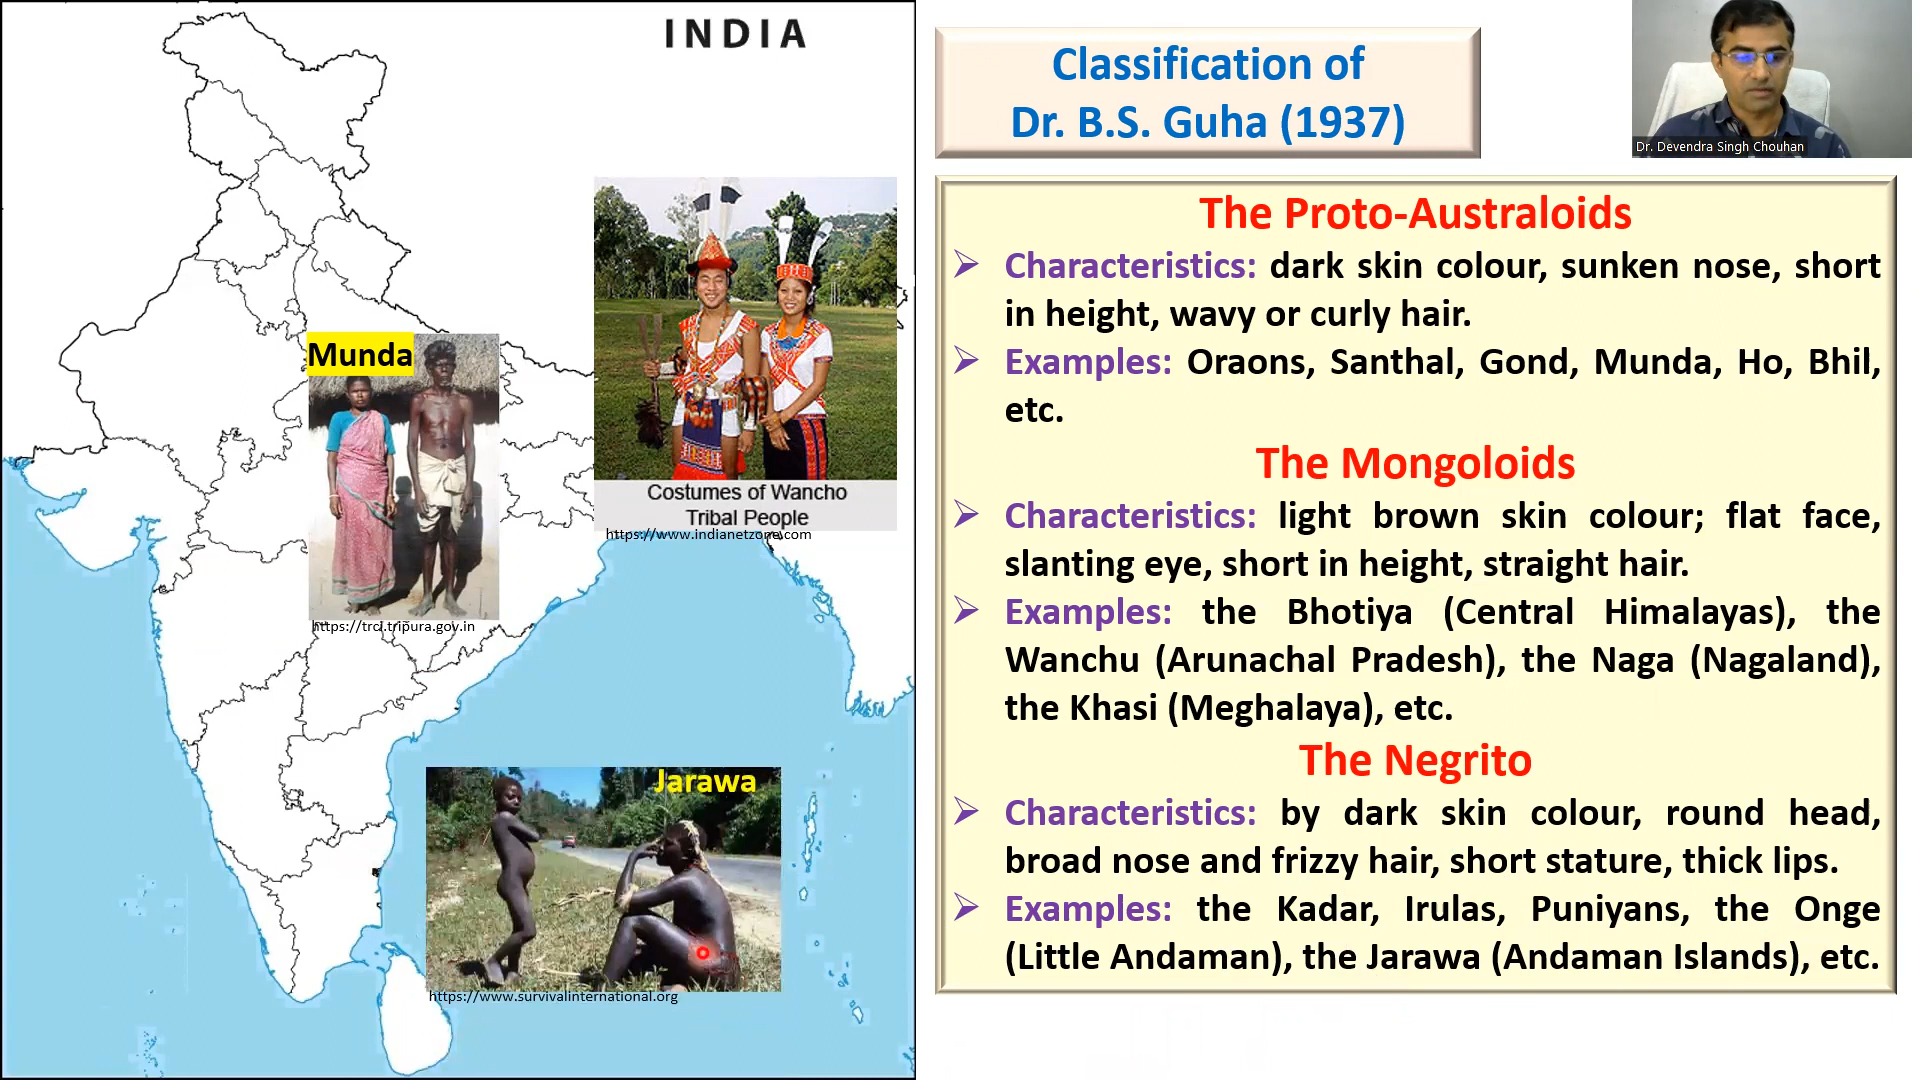 INDIA
Munda
https://trci.tripura.gov.in
Costumes of Wancho
Tribal People
https://www.indianetzone.com
Jarawa
https://www.survivalinternational.org
Classification of
Dr. B.S. Guha (1937)
Dr. Devendra Singh Chouhan
The Proto-Australoids
➢ Characteristics: dark skin colour, sunken nose, short
in height, wavy or curly hair.
➢ Examples: Oraons, Santhal, Gond, Munda, Ho, Bhil,
etc.
The Mongoloids
➢ Characteristics: light brown skin colour; flat face,
slanting eye, short in height, straight hair.
➢ Examples: the Bhotiya (Central Himalayas), the
Wanchu (Arunachal Pradesh), the Naga (Nagaland),
the Khasi (Meghalaya), etc.
The Negrito
➢ Characteristics: by dark skin colour, round head,
broad nose and frizzy hair, short stature, thick lips.
➢ Examples: the Kadar, Irulas, Puniyans, the Onge
(Little Andaman), the Jarawa (Andaman Islands), etc.